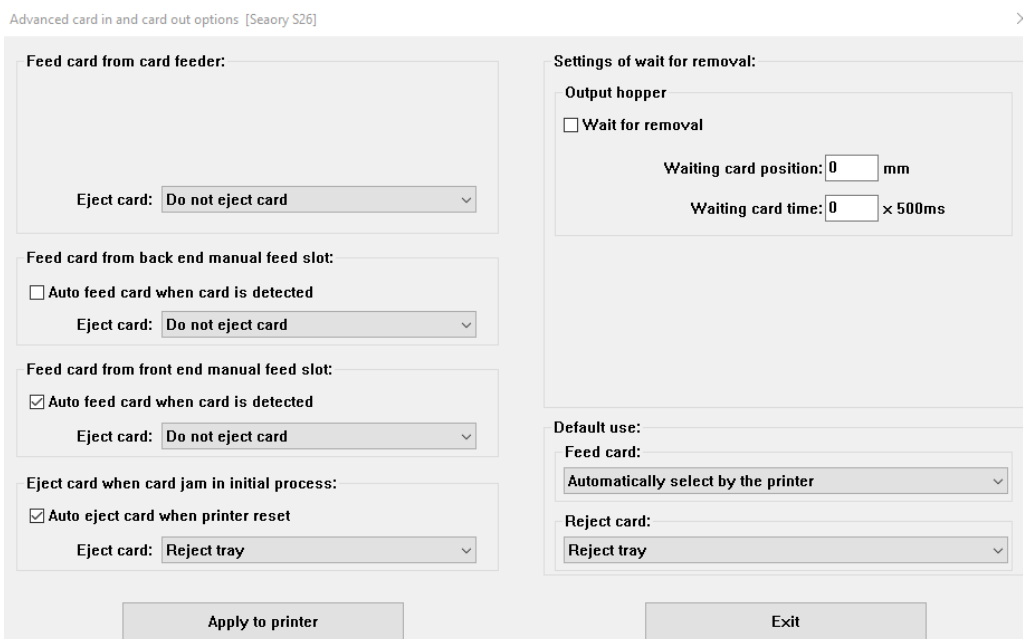 Advanced card in and card out options [Seaory S26]
Feed card from card feeder:
Eject card: Do not eject card
Feed card from back end manual feed slot:
Auto feed card when card is detected
Eject card: Do not eject card
Feed card from front end manual feed slot:
Auto feed card when card is detected
Eject card: Do not eject card
Eject card when card jam in initial process:
Auto eject card when printer reset
Eject card: Reject tray
Apply to printer
Settings of wait for removal:
Output hopper
Wait for removal
Waiting card position: 0 mm
Waiting card time: 0 x 500ms
Default use:
Feed card:
Automatically select by the printer
Reject card:
Reject tray
Exit